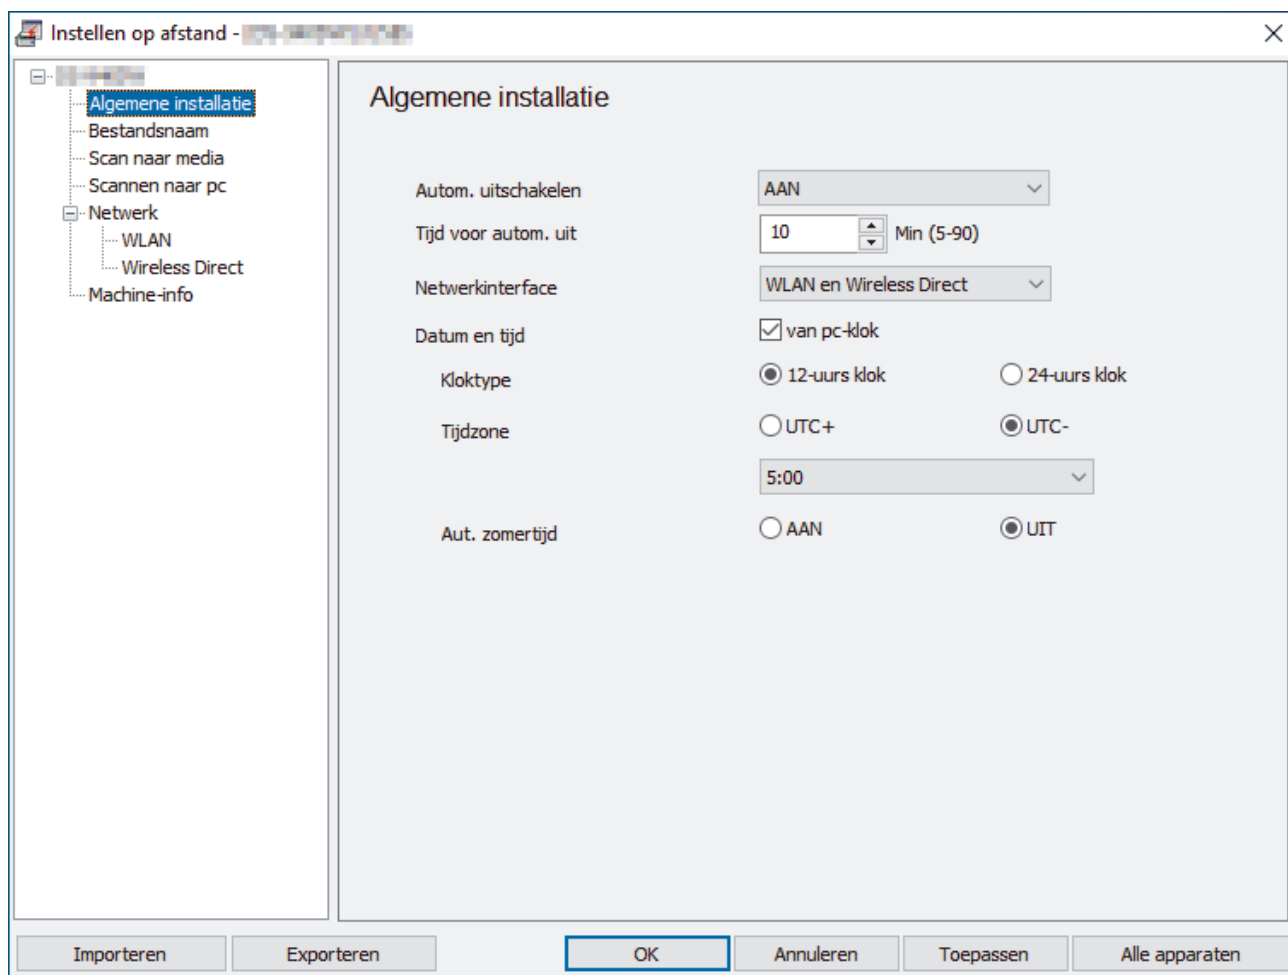 Instellen op afstand -
Algemene installatie
Bestandsnaam
Scan naar media
Scannen naar pc
Netwerk
WLAN
Wireless Direct
Machine-info
Algemene installatie
Autom. uitschakelen AAN
Tijd voor autom. uit 10 Min (5-90)
Netwerkinterface WLAN en Wireless Direct
Datum en tijd van pc-klok
Kloktype 12-uurs klok 24-uurs klok
Tijdzone UTC+ UTC-
5:00
Aut. zomertijd AAN UIT
Importeren Exporteren OK Annuleren Toepassen Alle apparaten